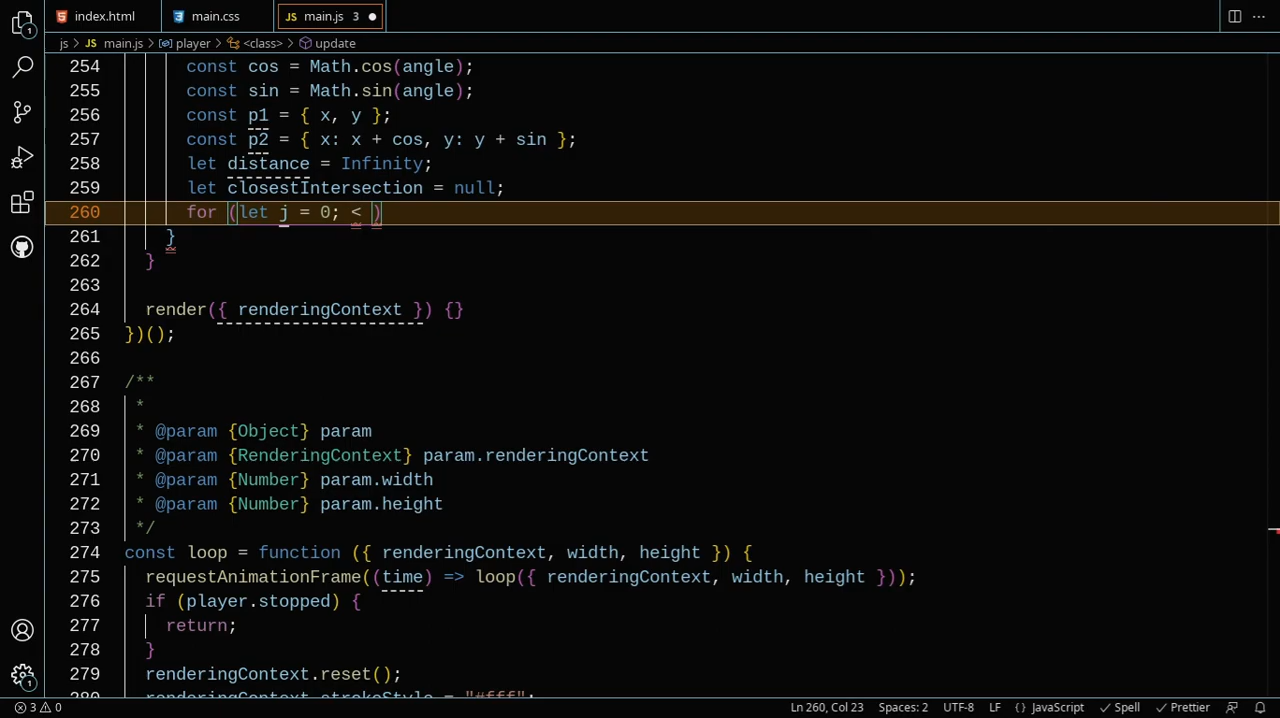 index.html main.css main.js 3
js > main.js > player > <class> > update
254 const cos = Math.cos(angle);
255 const sin = Math.sin(angle);
256 const p1 = { x, y };
257 const p2 = { x: x + cos, y: y + sin };
258 let distance = Infinity;
259 let closestIntersection = null;
260 for (let j = 0; < )
261 }
262 }
263
264 render({ renderingContext }) {}
265 })();
266
267 /**
268 *
269 * @param {Object} param
270 * @param {RenderingContext} param.renderingContext
271 * @param {Number} param.width
272 * @param {Number} param.height
273 */
274 const loop = function ({ renderingContext, width, height }) {
275 requestAnimationFrame((time) => loop({ renderingContext, width, height }));
276 if (player.stopped) {
277 return;
278 }
279 renderingContext.reset();
280 renderingContext.strokeStyle = "#fff";
3 0 Ln 260, Col 23 Spaces: 2 UTF-8 LF {} JavaScript Spell Prettier